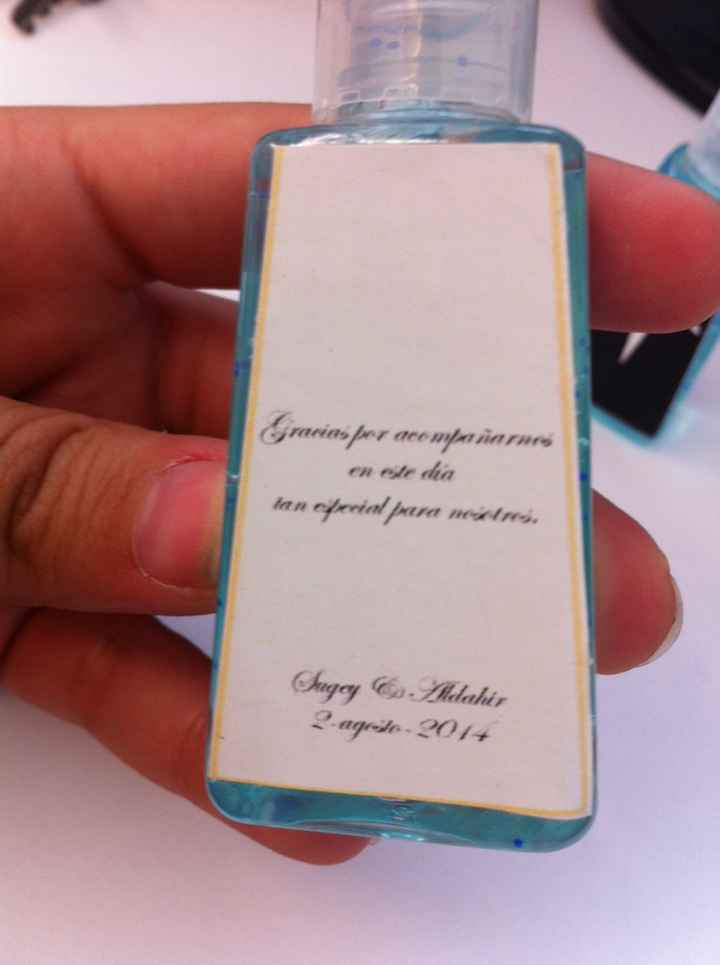 Gracias por acompañarnos
en este día
tan especial para nosotros.
Sugey & Aldahir
2-agosto-2014